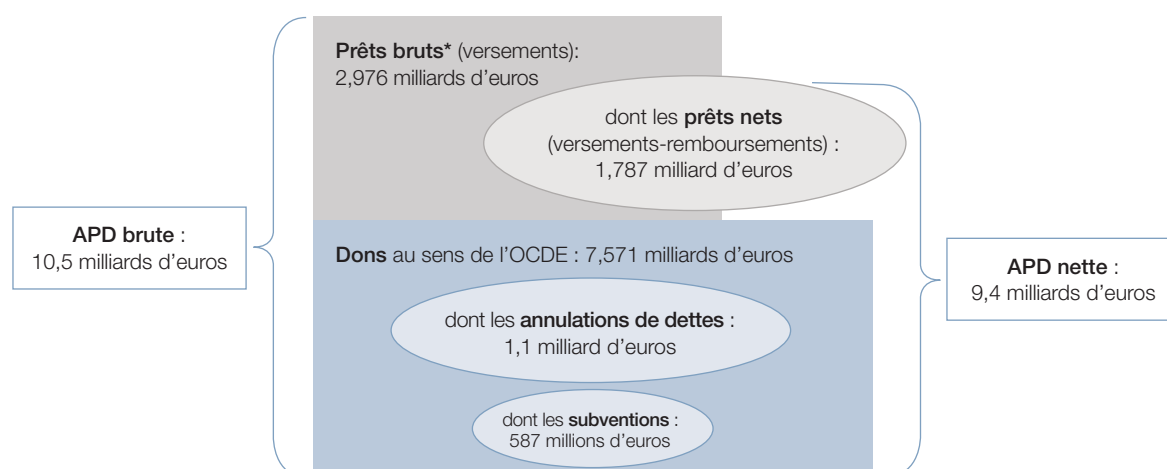 Prêts bruts* (versements):
2,976 milliards d’euros
dont les prêts nets
(versements-remboursements) :
1,787 milliard d’euros
APD brute :
10,5 milliards d’euros
Dons au sens de l’OCDE : 7,571 milliards d’euros
APD nette :
9,4 milliards d’euros
dont les annulations de dettes :
1,1 milliard d’euros
dont les subventions :
587 millions d’euros